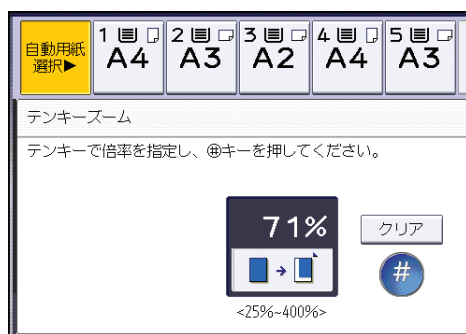 自動用紙
選択▶
1 A4
2 A3
3 A2
4 A4
5 A3
テンキーズーム
テンキーで倍率を指定し、#キーを押してください。
71%
クリア
#
<25%~400%>